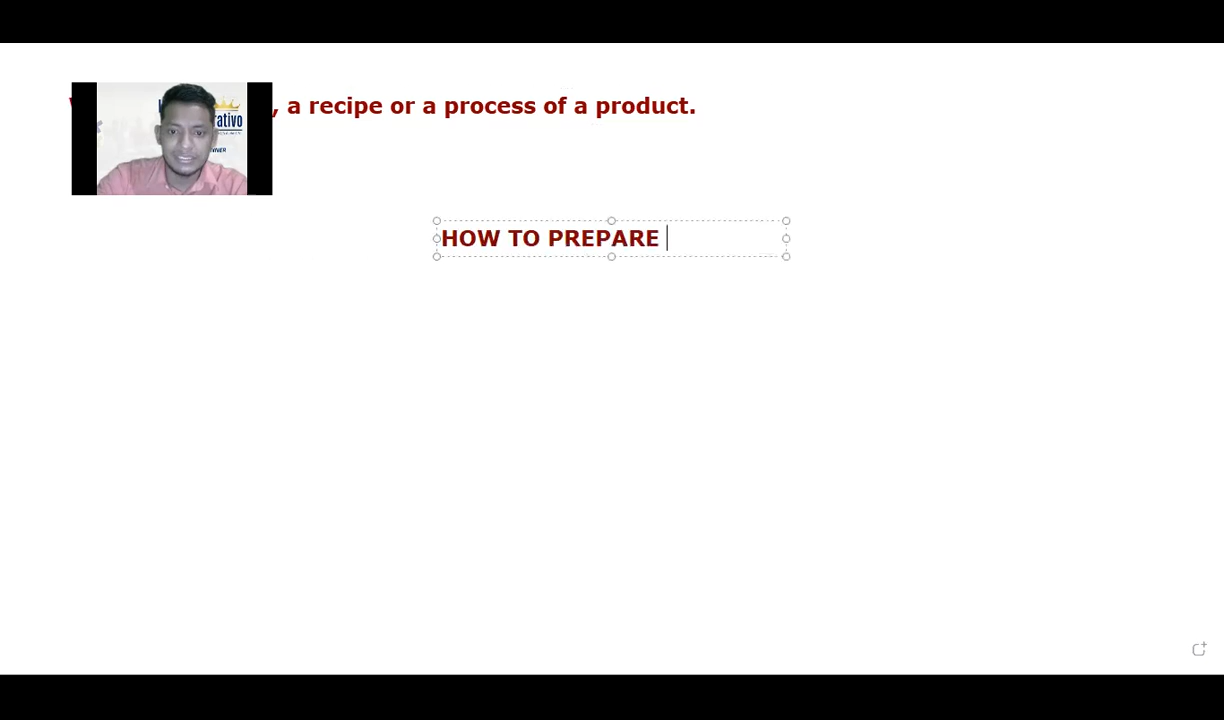 , a recipe or a process of a product.
HOW TO PREPARE